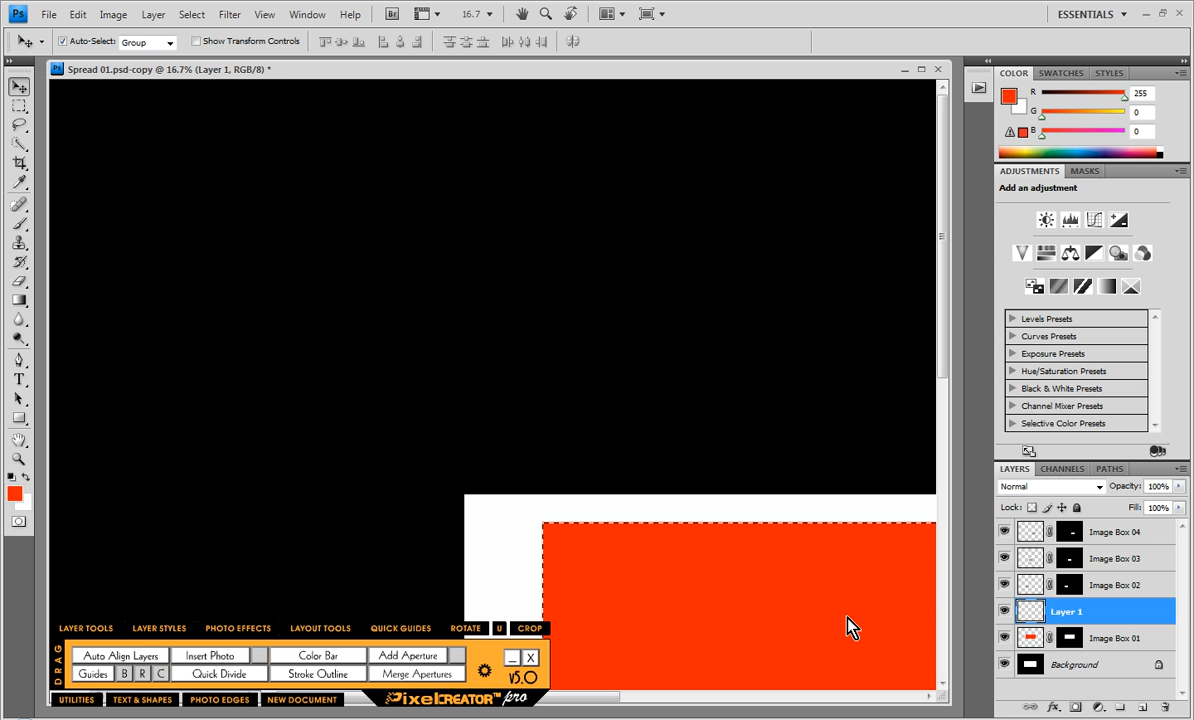 Ps File Edit Image Layer Select Filter View Window Help Br 16.7 ESSENTIALS
Auto-Select: Group Show Transform Controls
Spread 01.psd-copy @ 16.7% (Layer 1, RGB/8) *
COLOR SWATCHES STYLES
R 255
G 0
B 0
ADJUSTMENTS MASKS
Add an adjustment
Levels Presets
Curves Presets
Exposure Presets
Hue/Saturation Presets
Black & White Presets
Channel Mixer Presets
Selective Color Presets
LAYERS CHANNELS PATHS
Normal Opacity: 100%
Lock: Fill: 100%
Image Box 04
Image Box 03
Image Box 02
Layer 1
Image Box 01
Background
LAYER TOOLS LAYER STYLES PHOTO EFFECTS LAYOUT TOOLS QUICK GUIDES ROTATE U CROP
DRAG
Auto Align Layers Insert Photo Color Bar Add Aperture _ X
Guides B R C Quick Divide Stroke Outline Merge Apertures v5.0
UTILITIES TEXT & SHAPES PHOTO EDGES NEW DOCUMENT PixelCREATOR™ pro